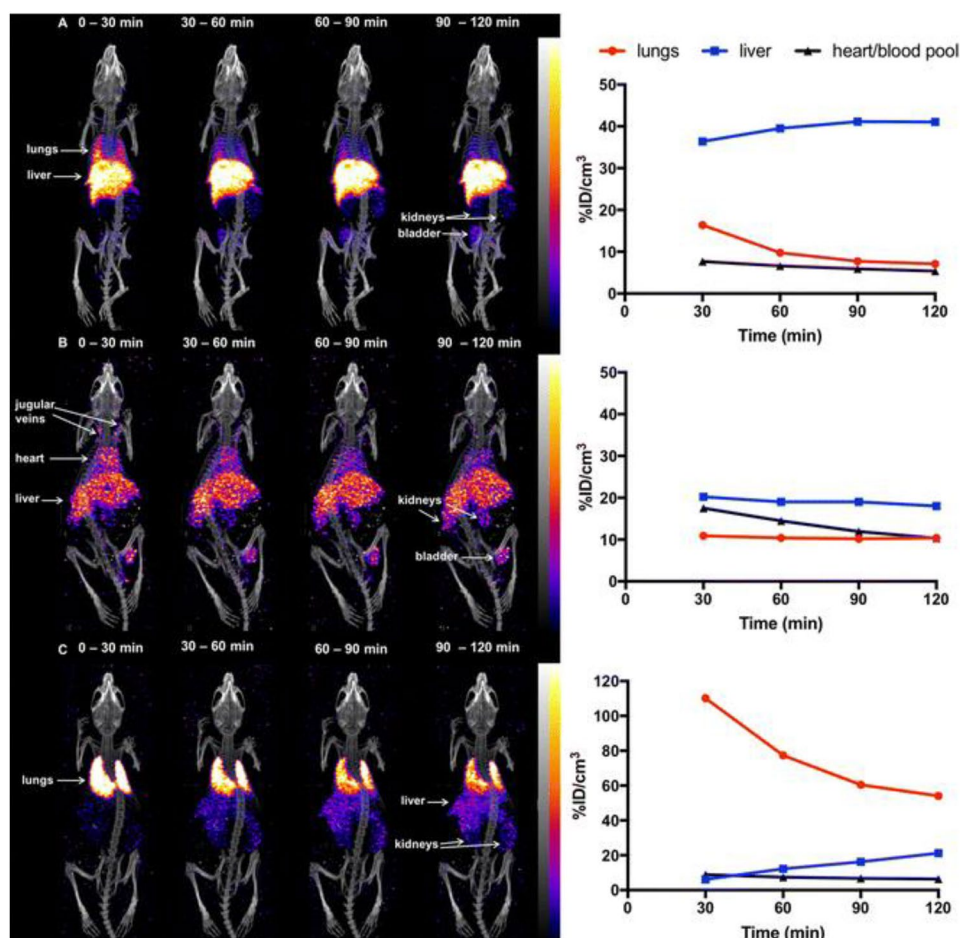 A 0 – 30 min 30 – 60 min 60 – 90 min 90 – 120 min
lungs
liver
kidneys
bladder
lungs liver heart/blood pool
50
40
30
20
10
0
%ID/cm³
0 30 60 90 120
Time (min)
B 0 – 30 min 30 – 60 min 60 – 90 min 90 – 120 min
jugular
veins
heart
liver
kidneys
bladder
50
40
30
20
10
0
%ID/cm³
0 30 60 90 120
Time (min)
C 0 – 30 min 30 – 60 min 60 – 90 min 90 – 120 min
lungs
liver
kidneys
120
100
80
60
40
20
0
%ID/cm³
0 30 60 90 120
Time (min)